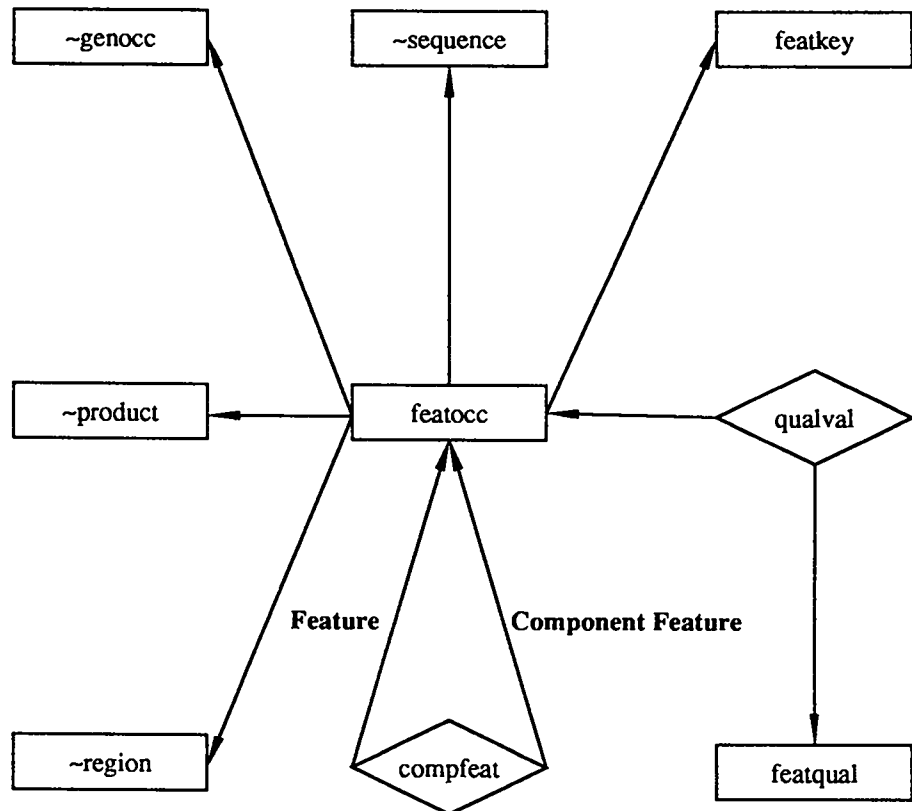 ~genocc
~sequence
featkey
~product
featocc
qualval
Feature
Component Feature
~region
compfeat
featqual